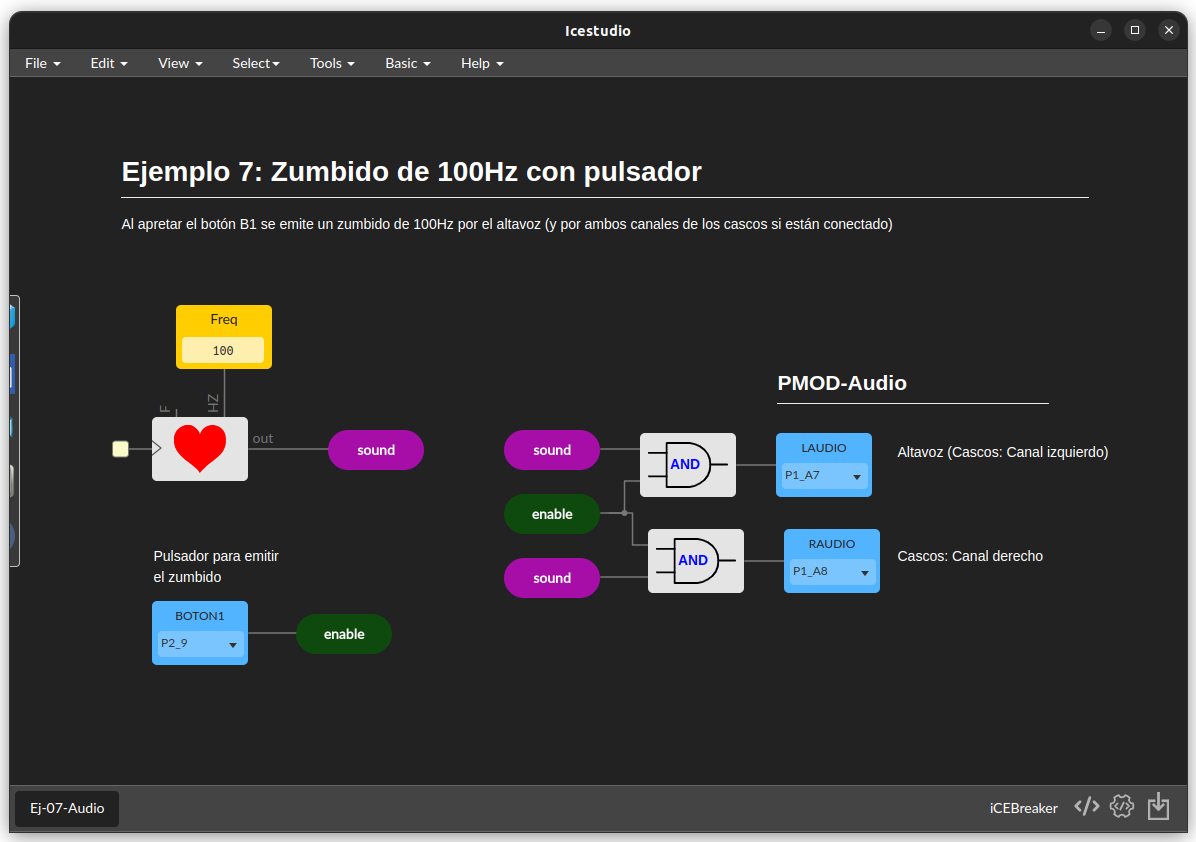 Icestudio
File Edit View Select Tools Basic Help
Ejemplo 7: Zumbido de 100Hz con pulsador
Al apretar el botón B1 se emite un zumbido de 100Hz por el altavoz (y por ambos canales de los cascos si están conectado)
Freq
100
F
HZ
out
sound
Pulsador para emitir
el zumbido
BOTON1
P2_9
enable
sound
enable
sound
AND
AND
PMOD-Audio
LAUDIO
P1_A7
Altavoz (Cascos: Canal izquierdo)
RAUDIO
P1_A8
Cascos: Canal derecho
Ej-07-Audio
iCEBreaker